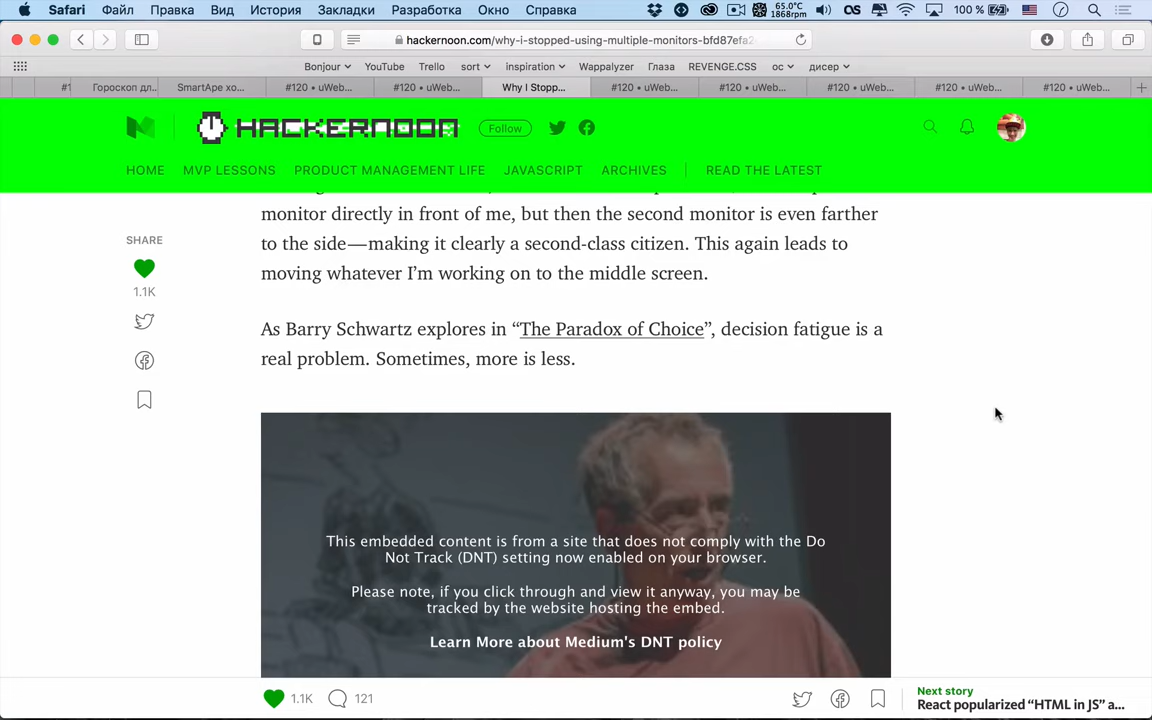 Safari Файл Правка Вид История Закладки Разработка Окно Справка 65.0°C 1868rpm 100 %
hackernoon.com/why-i-stopped-using-multiple-monitors-bfd87efa2
Bonjour YouTube Trello sort inspiration Wappalyzer Глаза REVENGE.CSS ос дисер
#1 Гороскоп дл... SmartApe хо... #120 • uWeb... #120 • uWeb... Why I Stopp... #120 • uWeb... #120 • uWeb... #120 • uWeb... #120 • uWeb... #120 • uWeb...
HACKERNOON Follow
HOME MVP LESSONS PRODUCT MANAGEMENT LIFE JAVASCRIPT ARCHIVES READ THE LATEST
monitor directly in front of me, but then the second monitor is even farther
to the side—making it clearly a second-class citizen. This again leads to
moving whatever I’m working on to the middle screen.
SHARE
1.1K
As Barry Schwartz explores in “The Paradox of Choice”, decision fatigue is a
real problem. Sometimes, more is less.
This embedded content is from a site that does not comply with the Do
Not Track (DNT) setting now enabled on your browser.
Please note, if you click through and view it anyway, you may be
tracked by the website hosting the embed.
Learn More about Medium's DNT policy
1.1K 121
Next story
React popularized “HTML in JS” a...